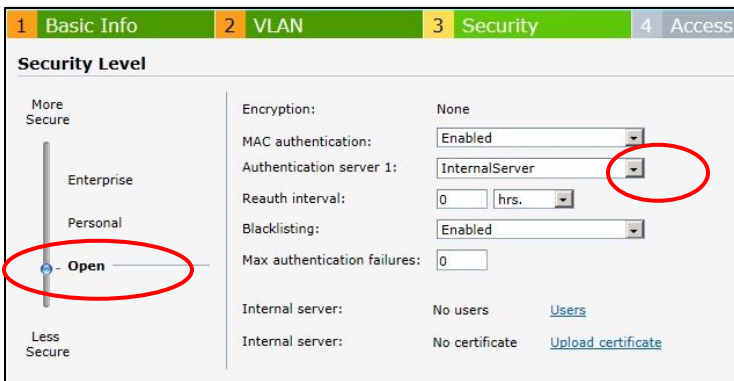 1 Basic Info 2 VLAN 3 Security 4 Access
Security Level
More
Secure
Enterprise
Personal
Open
Less
Secure
Encryption: None
MAC authentication: Enabled
Authentication server 1: InternalServer
Reauth interval: 0 hrs.
Blacklisting: Enabled
Max authentication failures: 0
Internal server: No users Users
Internal server: No certificate Upload certificate